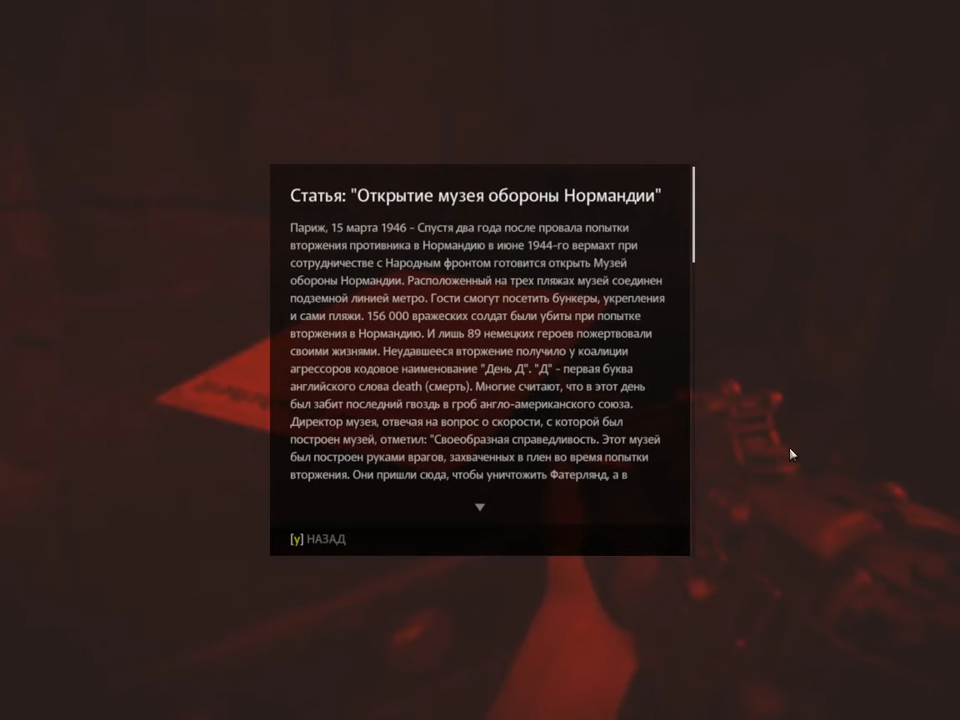 Статья: "Открытие музея обороны Нормандии"
Париж, 15 марта 1946 - Спустя два года после провала попытки
вторжения противника в Нормандию в июне 1944-го вермахт при
сотрудничестве с Народным фронтом готовится открыть Музей
обороны Нормандии. Расположенный на трех пляжах музей соединен
подземной линией метро. Гости смогут посетить бункеры, укрепления
и сами пляжи. 156 000 вражеских солдат были убиты при попытке
вторжения в Нормандию. И лишь 89 немецких героев пожертвовали
своими жизнями. Неудавшееся вторжение получило у коалиции
агрессоров кодовое наименование "День Д". "Д" - первая буква
английского слова death (смерть). Многие считают, что в этот день
был забит последний гвоздь в гроб англо-американского союза.
Директор музея, отвечая на вопрос о скорости, с которой был
построен музей, отметил: "Своеобразная справедливость. Этот музей
был построен руками врагов, захваченных в плен во время попытки
вторжения. Они пришли сюда, чтобы уничтожить Фатерлянд, а в
[y] НАЗАД